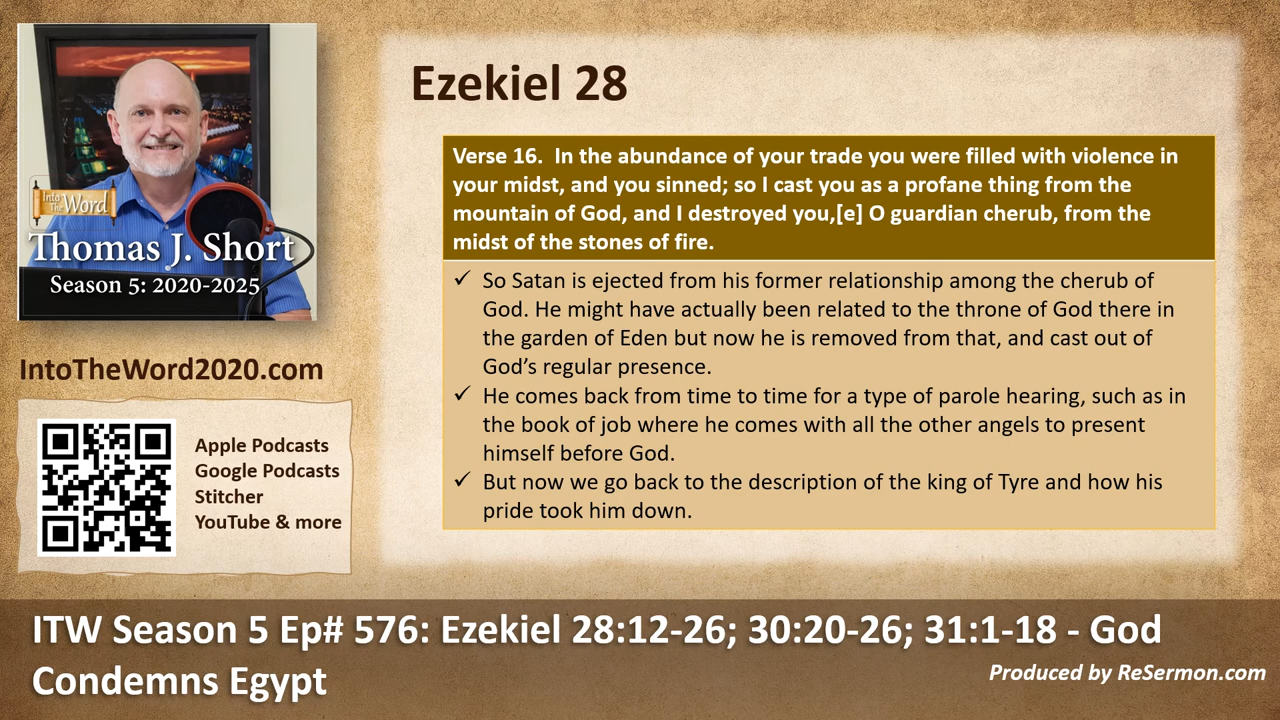 Into
The Word
Thomas J. Short
Season 5: 2020-2025
IntoTheWord2020.com
Apple Podcasts
Google Podcasts
Stitcher
YouTube & more
Ezekiel 28
Verse 16.  In the abundance of your trade you were filled with violence in
your midst, and you sinned; so I cast you as a profane thing from the
mountain of God, and I destroyed you,[e] O guardian cherub, from the
midst of the stones of fire.
✓ So Satan is ejected from his former relationship among the cherub of
God. He might have actually been related to the throne of God there in
the garden of Eden but now he is removed from that, and cast out of
God's regular presence.
✓ He comes back from time to time for a type of parole hearing, such as in
the book of job where he comes with all the other angels to present
himself before God.
✓ But now we go back to the description of the king of Tyre and how his
pride took him down.
ITW Season 5 Ep# 576: Ezekiel 28:12-26; 30:20-26; 31:1-18 - God
Condemns Egypt
Produced by ReSermon.com